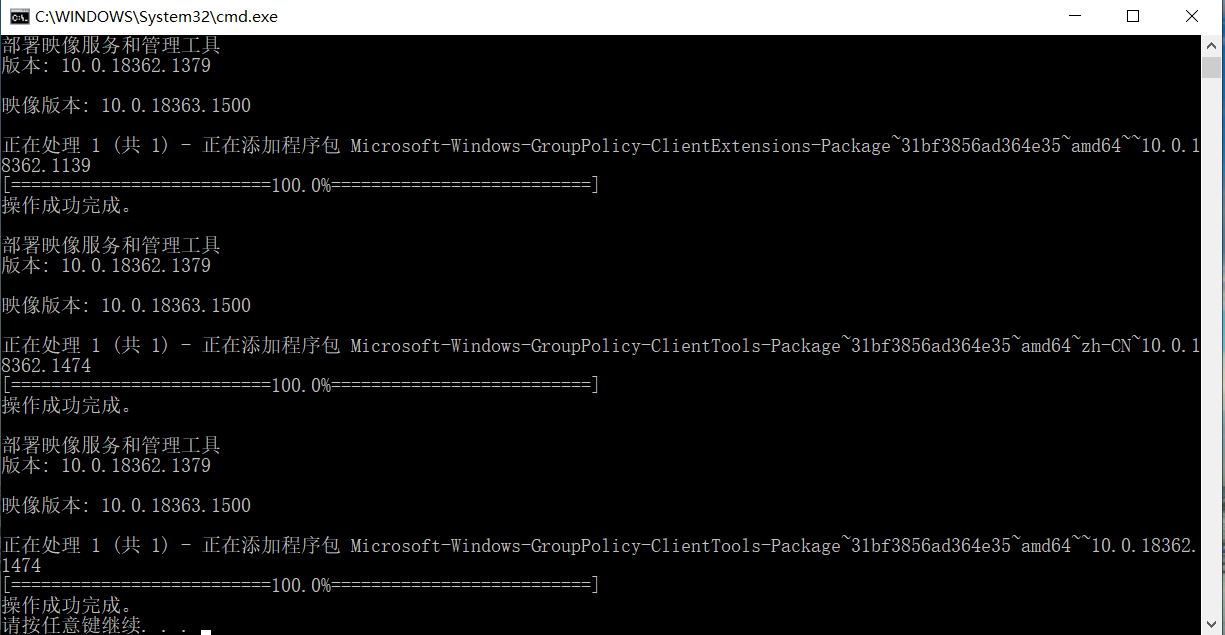 C:\WINDOWS\System32\cmd.exe
部署映像服务和管理工具
版本: 10.0.18362.1379
映像版本: 10.0.18363.1500
正在处理 1 (共 1) - 正在添加程序包 Microsoft-Windows-GroupPolicy-ClientExtensions-Package~31bf3856ad364e35~amd64~~10.0.1
8362.1139
[==========================100.0%==========================]
操作成功完成。
部署映像服务和管理工具
版本: 10.0.18362.1379
映像版本: 10.0.18363.1500
正在处理 1 (共 1) - 正在添加程序包 Microsoft-Windows-GroupPolicy-ClientTools-Package~31bf3856ad364e35~amd64~zh-CN~10.0.1
8362.1474
[==========================100.0%==========================]
操作成功完成。
部署映像服务和管理工具
版本: 10.0.18362.1379
映像版本: 10.0.18363.1500
正在处理 1 (共 1) - 正在添加程序包 Microsoft-Windows-GroupPolicy-ClientTools-Package~31bf3856ad364e35~amd64~~10.0.18362.
1474
[==========================100.0%==========================]
操作成功完成。
请按任意键继续. . .